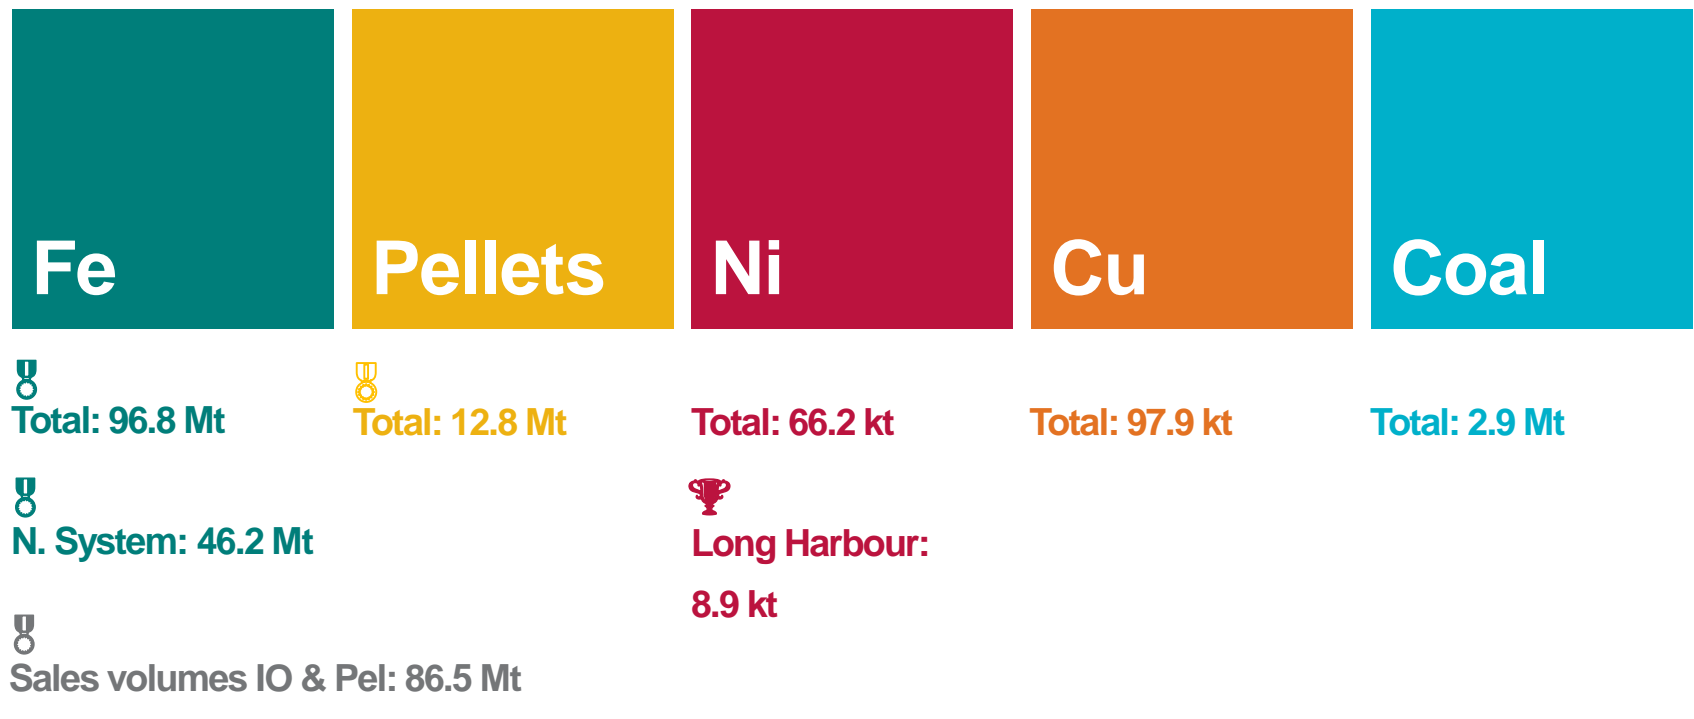 Fe
Pellets
Ni
Cu
Coal
Total: 96.8 Mt
Total: 12.8 Mt
Total: 66.2 kt
Total: 97.9 kt
Total: 2.9 Mt
N. System: 46.2 Mt
Long Harbour:
8.9 kt
Sales volumes IO & Pel: 86.5 Mt